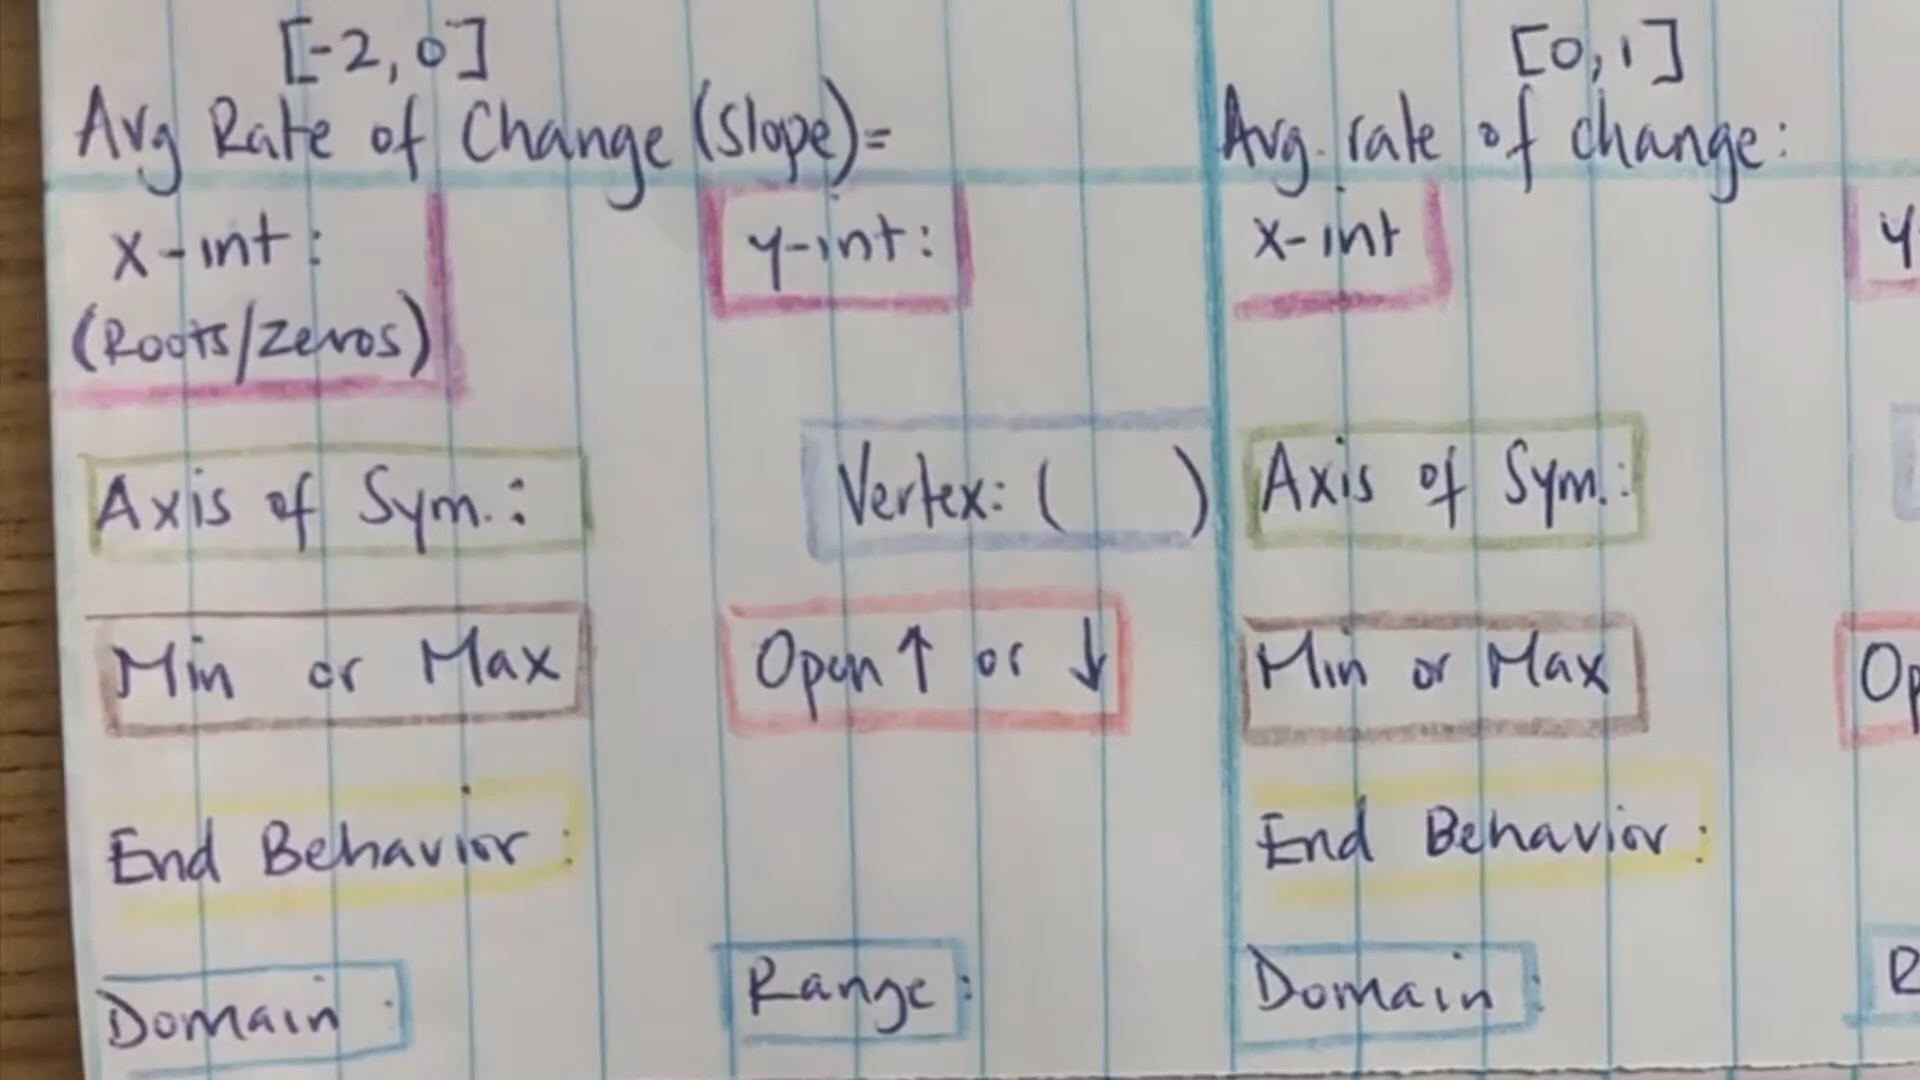 [-2, 0]
Avg Rate of Change (Slope)=
x-int:
(Roots/Zeros)
y-int:
Axis of Sym.:
Vertex: ( )
Min or Max
Open ↑ or ↓
End Behavior:
Domain:
Range:
[0, 1]
Avg. rate of change:
x-int
y-
Axis of Sym.:
Min or Max
Op
End Behavior:
Domain:
R